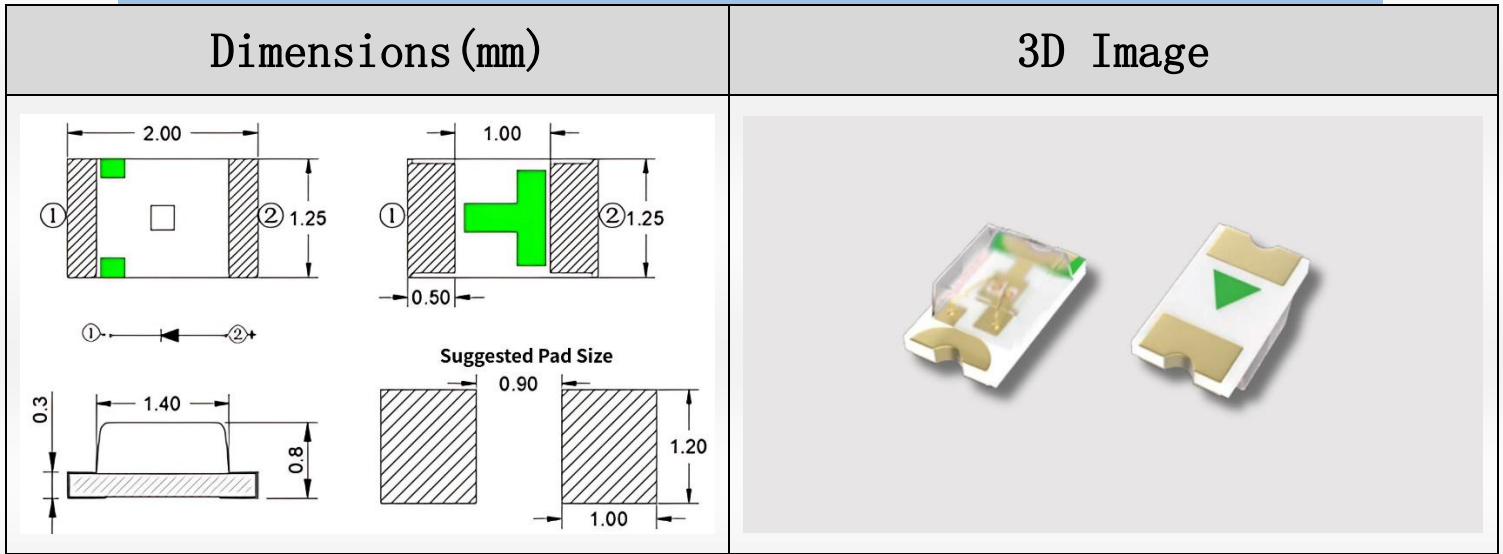 Dimensions(mm)
3D Image
2.00
1.00
① ② 1.25
① ② 1.25
0.50
①- ②+
Suggested Pad Size
0.90
0.3
1.40
0.8
1.20
1.00